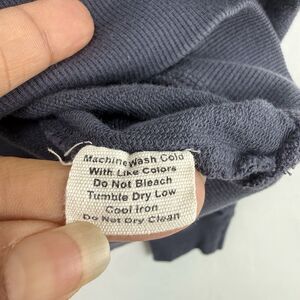 Machine Wash Cold
With Like Colors
Do Not Bleach
Tumble Dry Low
Cool Iron
Do Not Dry Clean